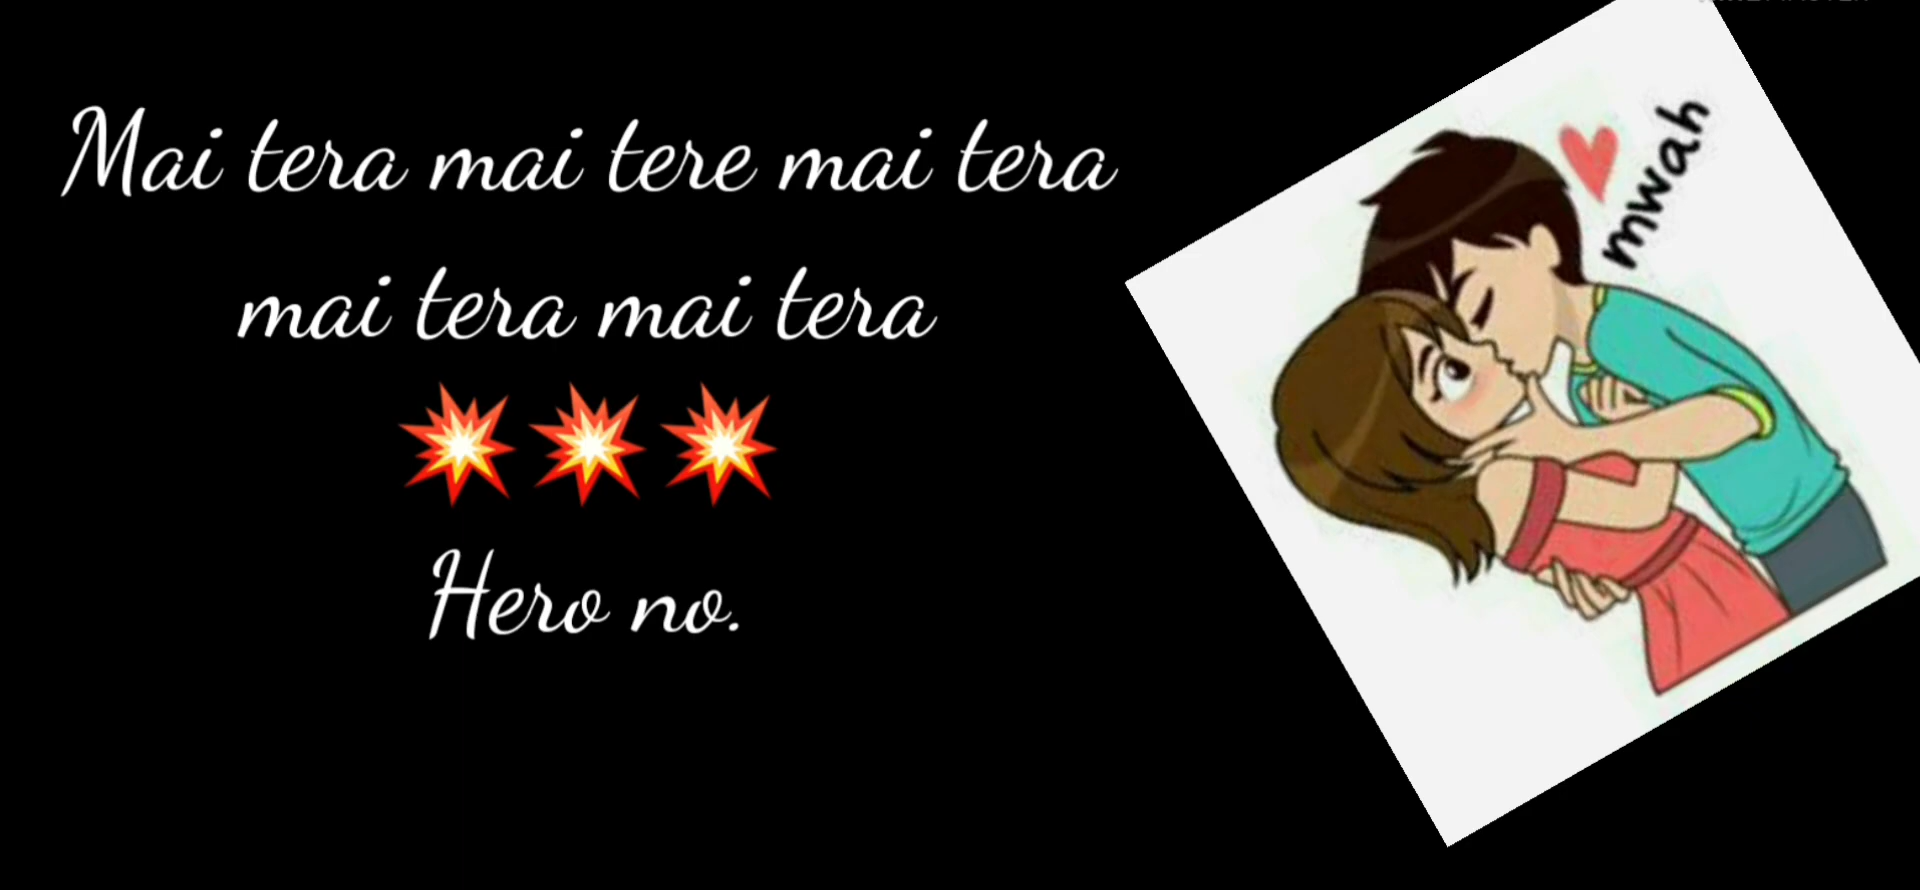 Mai tera mai tere mai tera
mai tera mai tera
💥💥💥
Hero no.
mwah